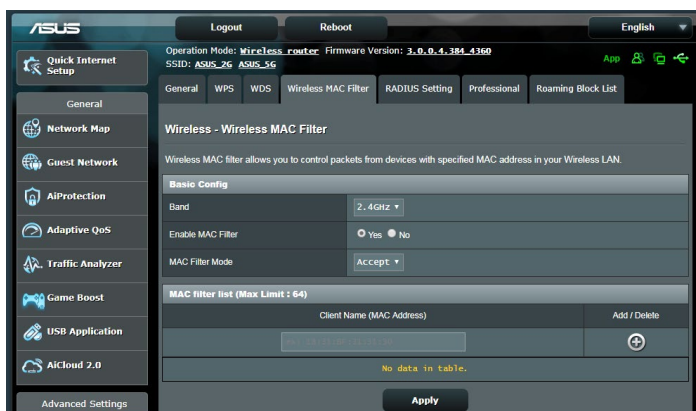 ASUS
Logout
Reboot
English
Operation Mode: Wireless router Firmware Version: 3.0.0.4.384_4360
SSID: ASUS_2G ASUS_5G
App
Quick Internet
Setup
General
WPS
WDS
Wireless MAC Filter
RADIUS Setting
Professional
Roaming Block List
General
Network Map
Guest Network
AiProtection
Adaptive QoS
Traffic Analyzer
Game Boost
USB Application
AiCloud 2.0
Advanced Settings
Wireless - Wireless MAC Filter
Wireless MAC filter allows you to control packets from devices with specified MAC address in your Wireless LAN.
Basic Config
Band
2.4GHz
Enable MAC Filter
Yes No
MAC Filter Mode
Accept
MAC filter list (Max Limit : 64)
Client Name (MAC Address)
Add / Delete
No data in table.
Apply